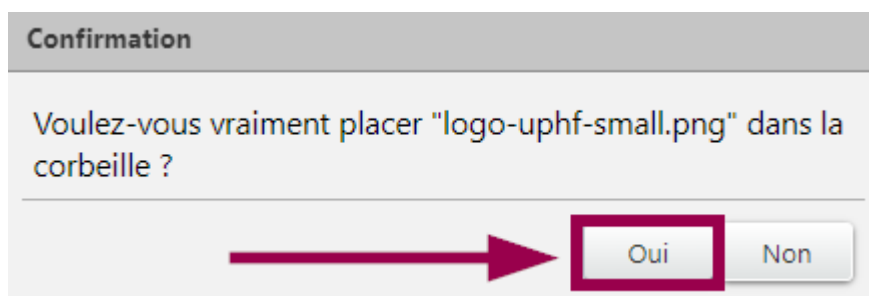 Confirmation
Voulez-vous vraiment placer "logo-uphf-small.png" dans la
corbeille ?
Oui Non